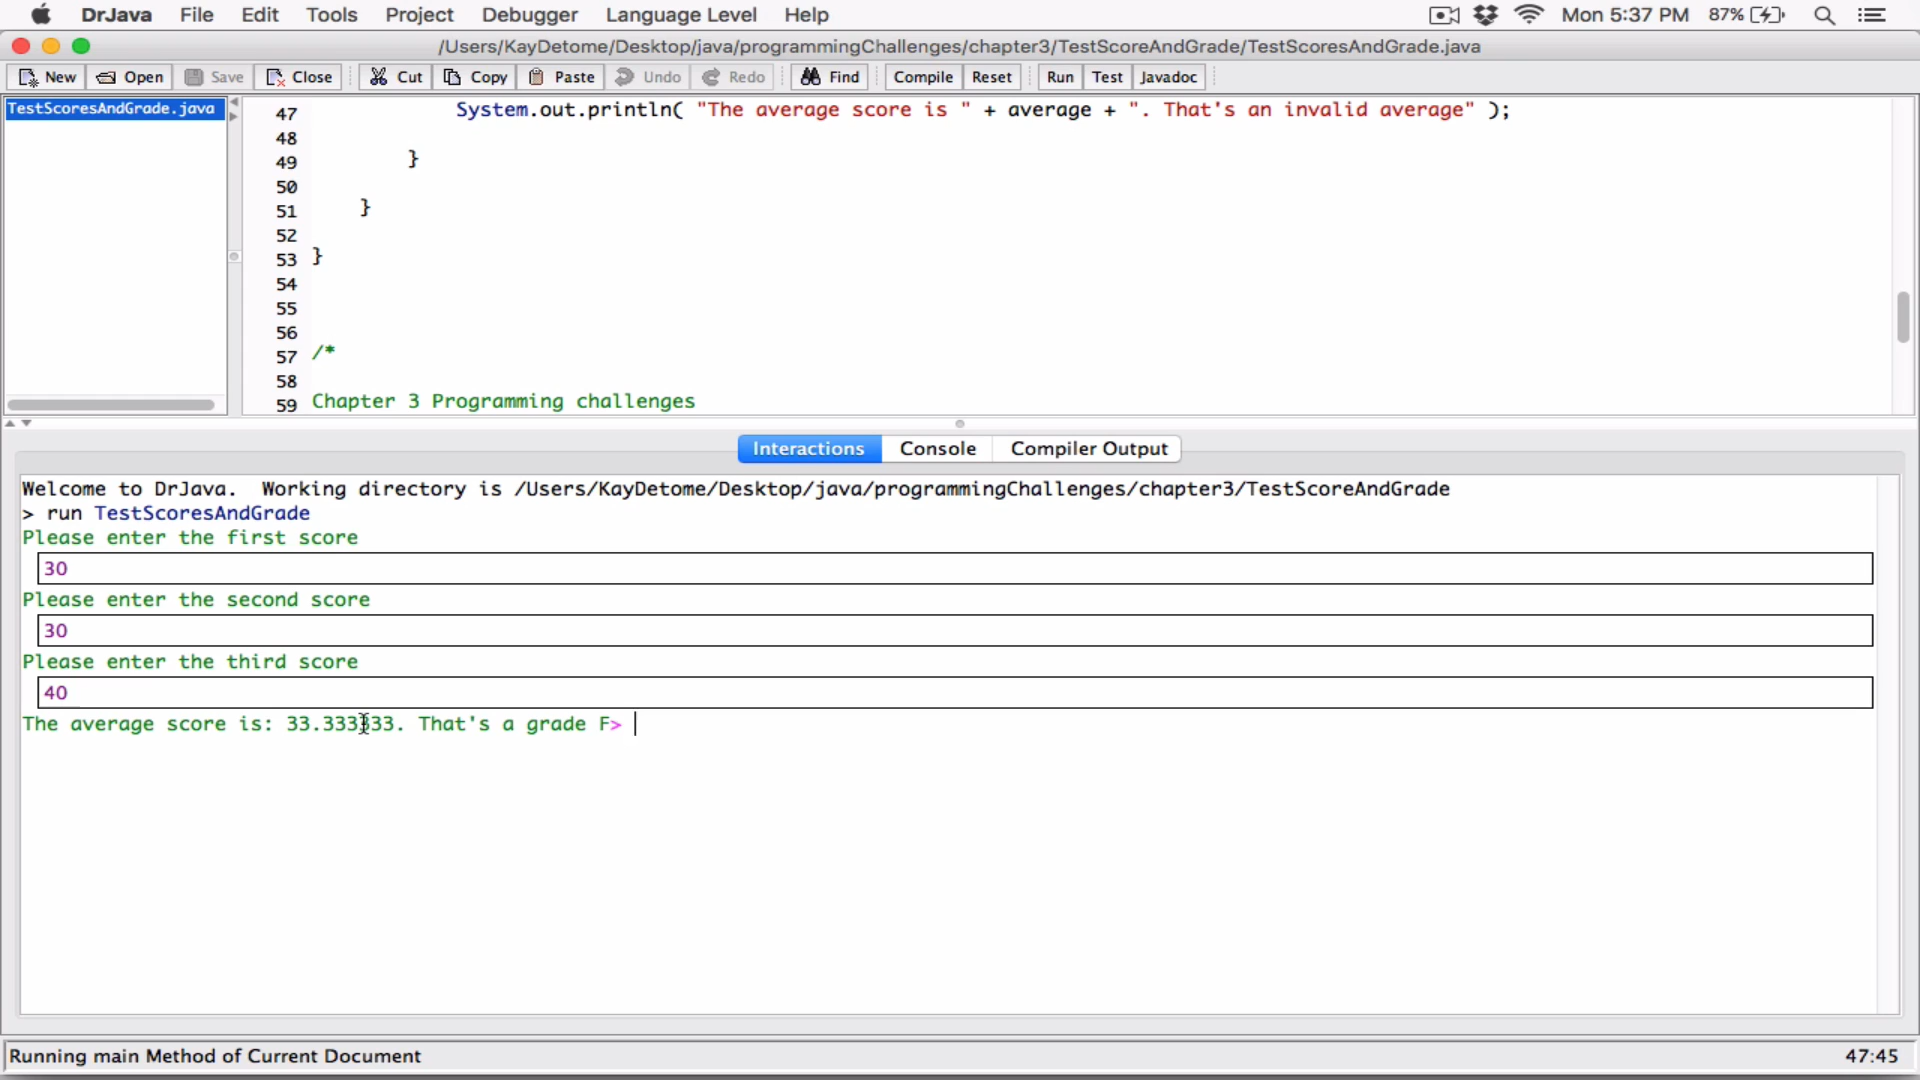 DrJava File Edit Tools Project Debugger Language Level Help Mon 5:37 PM 87%
/Users/KayDetome/Desktop/java/programmingChallenges/chapter3/TestScoreAndGrade/TestScoresAndGrade.java
New Open Save Close Cut Copy Paste Undo Redo Find Compile Reset Run Test Javadoc
TestScoresAndGrade.java
47 System.out.println( "The average score is " + average + ". That's an invalid average" );
48
49 }
50
51 }
52
53 }
54
55
56
57 /*
58
59 Chapter 3 Programming challenges
Interactions Console Compiler Output
Welcome to DrJava.  Working directory is /Users/KayDetome/Desktop/java/programmingChallenges/chapter3/TestScoreAndGrade
> run TestScoresAndGrade
Please enter the first score
30
Please enter the second score
30
Please enter the third score
40
The average score is: 33.333333. That's a grade F>
Running main Method of Current Document 47:45